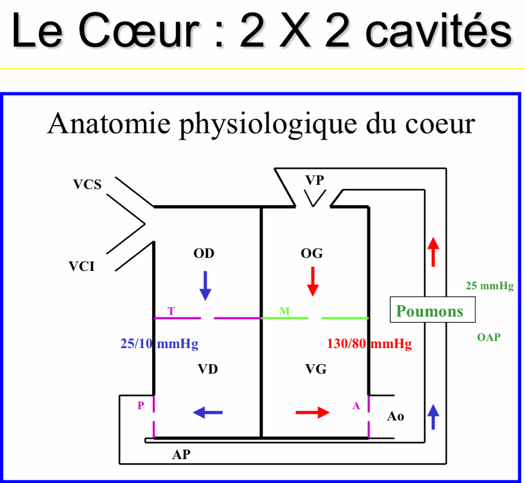 Le Cœur : 2 X 2 cavités
Anatomie physiologique du coeur
VCS
VP
VCI
OD
OG
25 mmHg
T
M
Poumons
OAP
25/10 mmHg
130/80 mmHg
VD
VG
P
A
Ao
AP